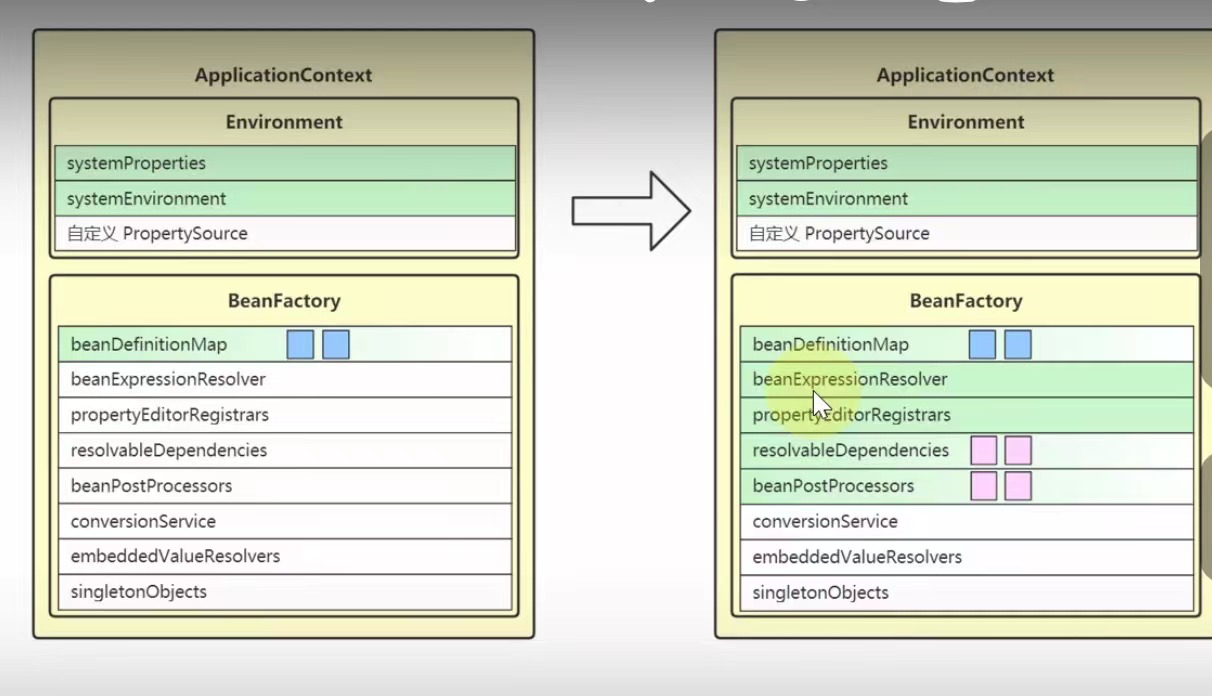 ApplicationContext
Environment
systemProperties
systemEnvironment
自定义 PropertySource
BeanFactory
beanDefinitionMap
beanExpressionResolver
propertyEditorRegistrars
resolvableDependencies
beanPostProcessors
conversionService
embeddedValueResolvers
singletonObjects
ApplicationContext
Environment
systemProperties
systemEnvironment
自定义 PropertySource
BeanFactory
beanDefinitionMap
beanExpressionResolver
propertyEditorRegistrars
resolvableDependencies
beanPostProcessors
conversionService
embeddedValueResolvers
singletonObjects